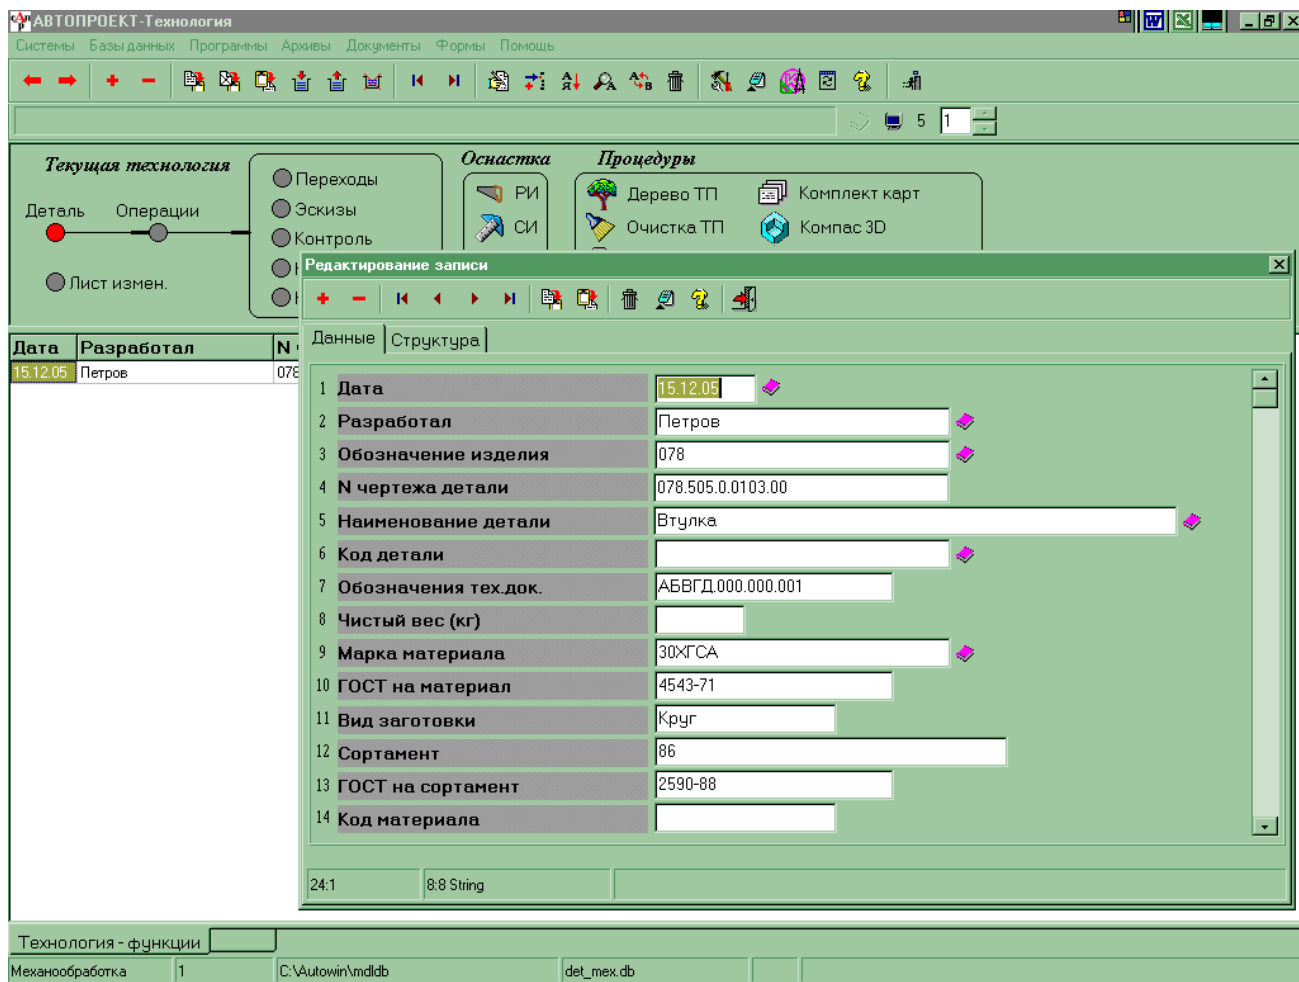 АВТОПРОЕКТ-Технология
Системы Базы данных Программы Архивы Документы Формы Помощь
5 1
Текущая технология
Оснастка
Процедуры
Деталь Операции
Лист измен.
Переходы
Эскизы
Контроль
РИ
СИ
Дерево ТП
Очистка ТП
Комплект карт
Компас 3D
Дата Разработал N
15.12.05 Петров 078
Редактирование записи
Данные Структура
1 Дата 15.12.05
2 Разработал Петров
3 Обозначение изделия 078
4 N чертежа детали 078.505.0.0103.00
5 Наименование детали Втулка
6 Код детали
7 Обозначения тех.док. АБВГД.000.000.001
8 Чистый вес (кг)
9 Марка материала 30ХГСА
10 ГОСТ на материал 4543-71
11 Вид заготовки Круг
12 Сортамент 86
13 ГОСТ на сортамент 2590-88
14 Код материала
24:1 8:8 String
Технология - функции
Механообработка 1 C:\Autowin\mdldb det_mex.db